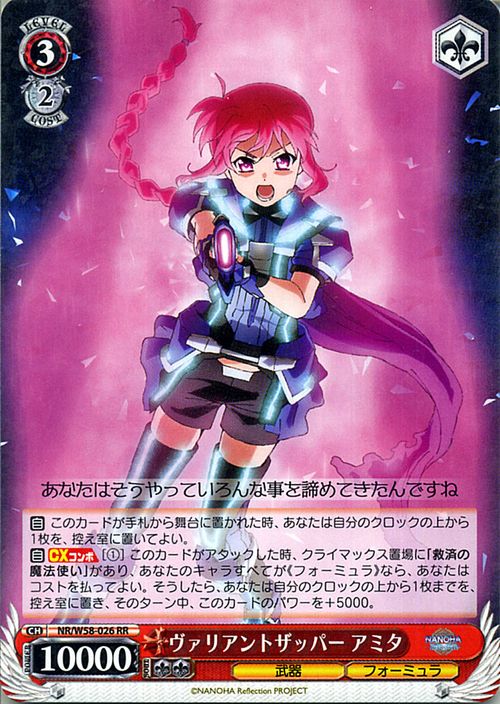 LEVEL
3
2
COST
あなたはそうやっていろんな事を諦めてきたんですね
自 このカードが手札から舞台に置かれた時、あなたは自分のクロックの上から
1枚を、控え室に置いてよい。
自 CXコンボ [①] このカードがアタックした時、クライマックス置場に「救済の
魔法使い」があり、あなたのキャラすべてが《フォーミュラ》なら、あなたは
コストを払ってよい。そうしたら、あなたは自分のクロックの上から1枚までを、
控え室に置き、そのターン中、このカードのパワーを+5000。
CH NR/W58-026 RR
POWER 10000 SOUL
ヴァリアントザッパー アミタ
NANOHA
武器 フォーミュラ
©NANOHA Reflection PROJECT